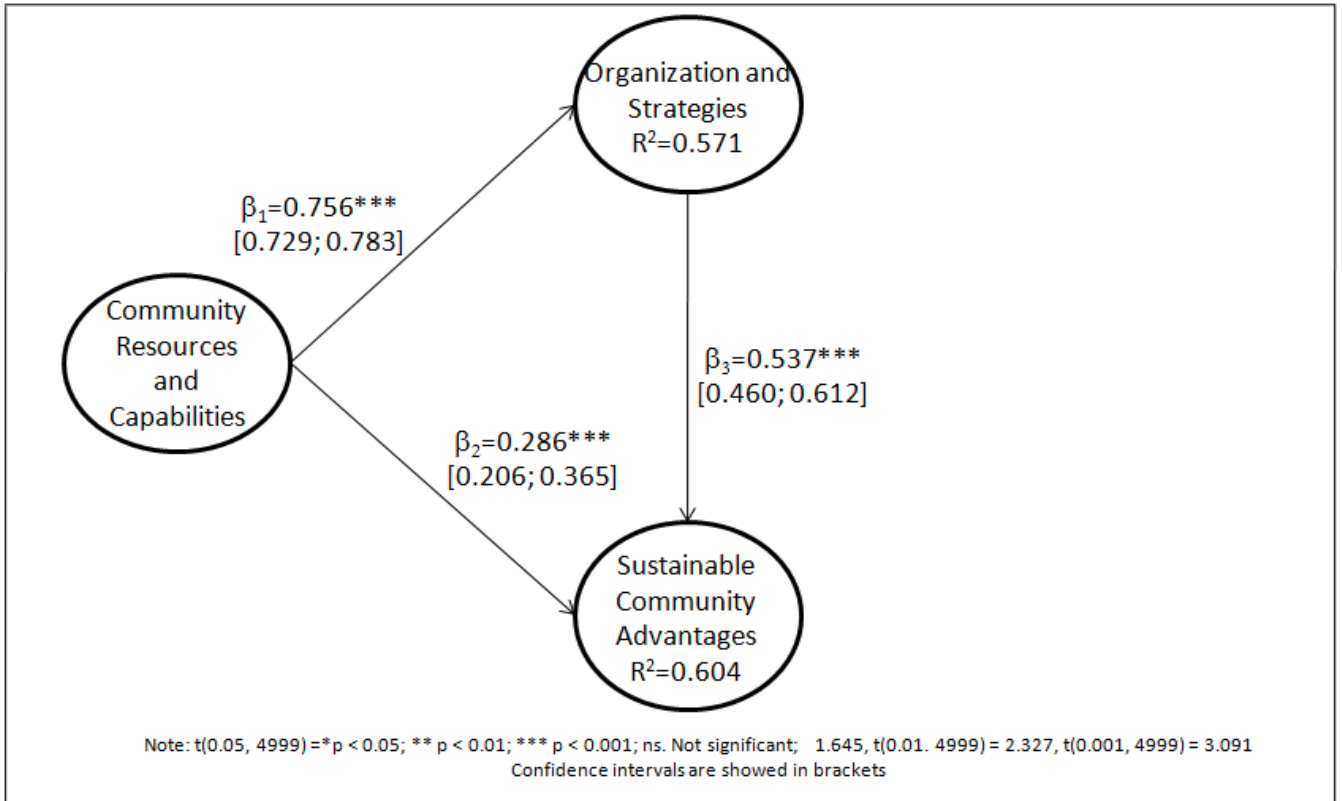 Organization and
Strategies
R²=0.571
β₁=0.756***
[0.729; 0.783]
Community
Resources
and
Capabilities
β₃=0.537***
[0.460; 0.612]
β₂=0.286***
[0.206; 0.365]
Sustainable
Community
Advantages
R²=0.604
Note: t(0.05, 4999) =*p < 0.05; ** p < 0.01; *** p < 0.001; ns. Not significant; 1.645, t(0.01. 4999) = 2.327, t(0.001, 4999) = 3.091
Confidence intervals are showed in brackets